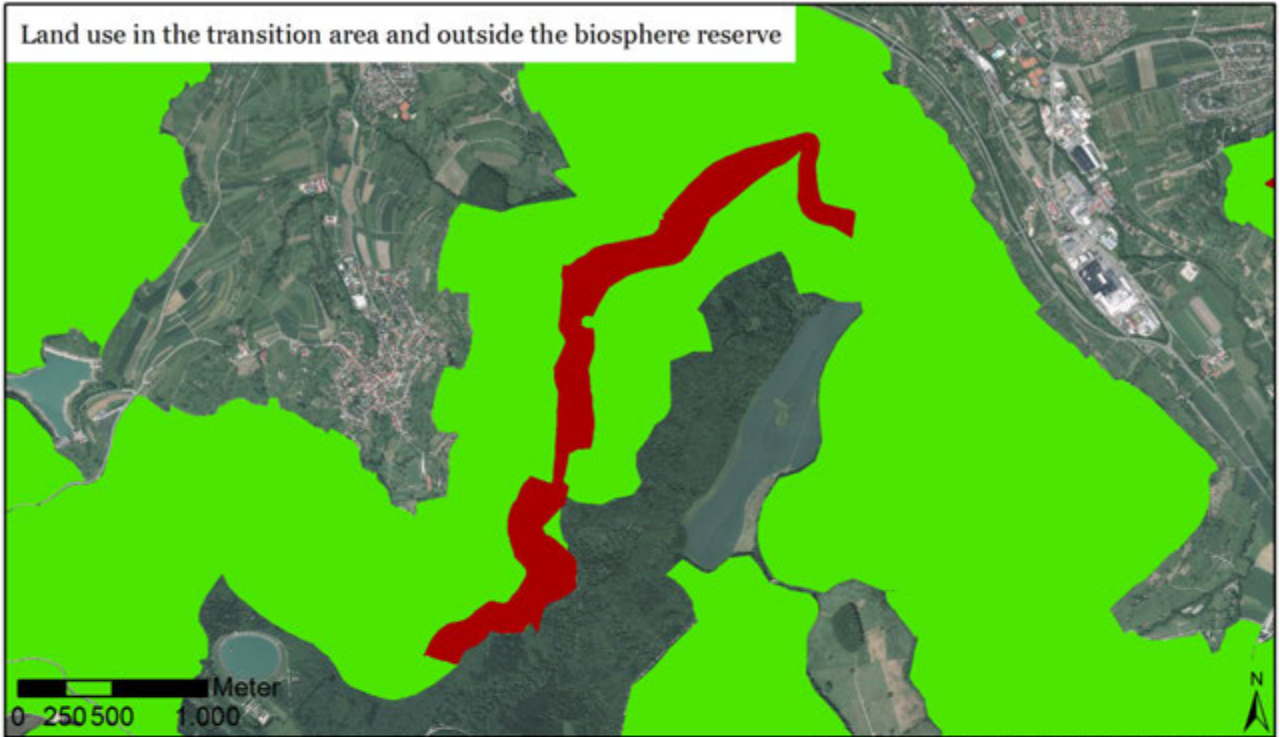 Land use in the transition area and outside the biosphere reserve
Meter
0 250 500 1.000
N